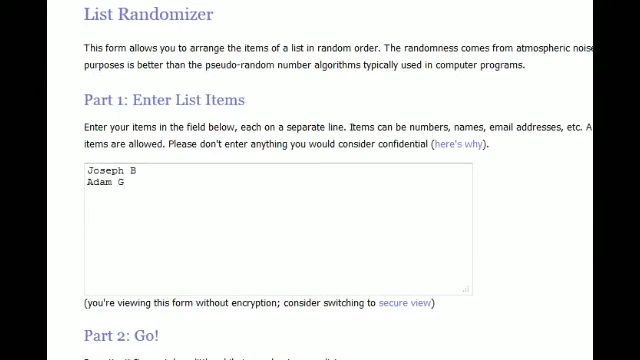 List Randomizer
This form allows you to arrange the items of a list in random order. The randomness comes from atmospheric noise
purposes is better than the pseudo-random number algorithms typically used in computer programs.
Part 1: Enter List Items
Enter your items in the field below, each on a separate line. Items can be numbers, names, email addresses, etc. A
items are allowed. Please don't enter anything you would consider confidential (here's why).
Joseph B
Adam G
(you're viewing this form without encryption; consider switching to secure view)
Part 2: Go!